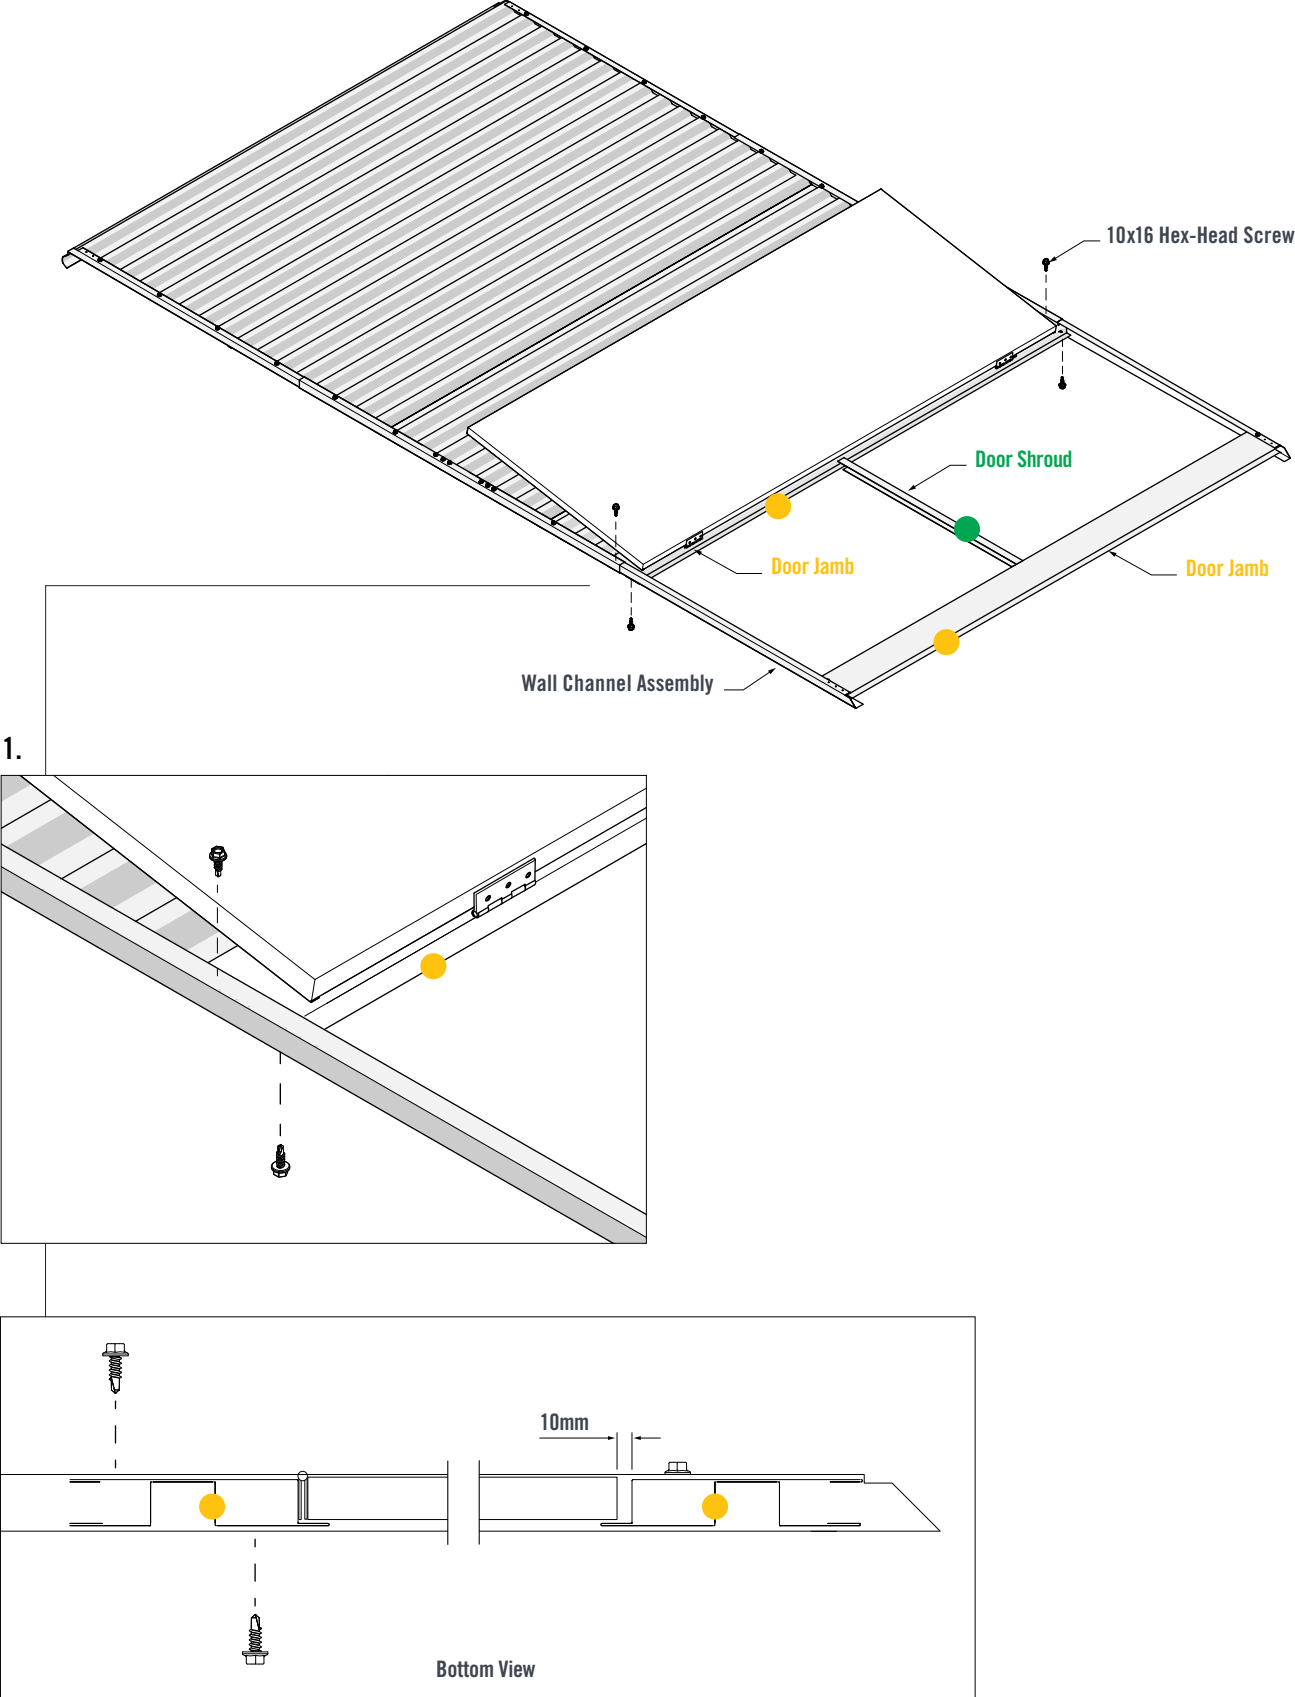 10x16 Hex-Head Screw
Door Shroud
Door Jamb
Door Jamb
Wall Channel Assembly
1.
10mm
Bottom View